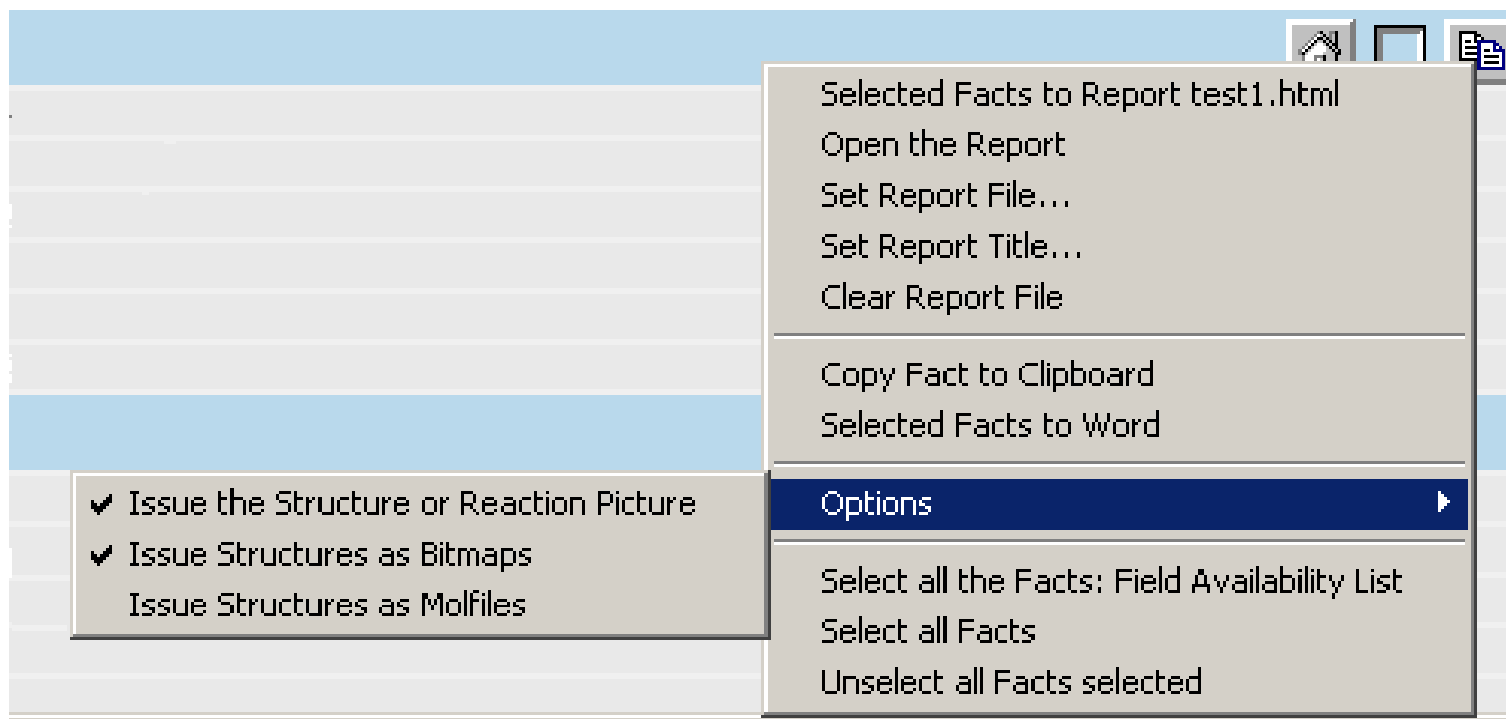 Selected Facts to Report test1.html
Open the Report
Set Report File...
Set Report Title...
Clear Report File
Copy Fact to Clipboard
Selected Facts to Word
Options
Issue the Structure or Reaction Picture
Issue Structures as Bitmaps
Issue Structures as Molfiles
Select all the Facts: Field Availability List
Select all Facts
Unselect all Facts selected